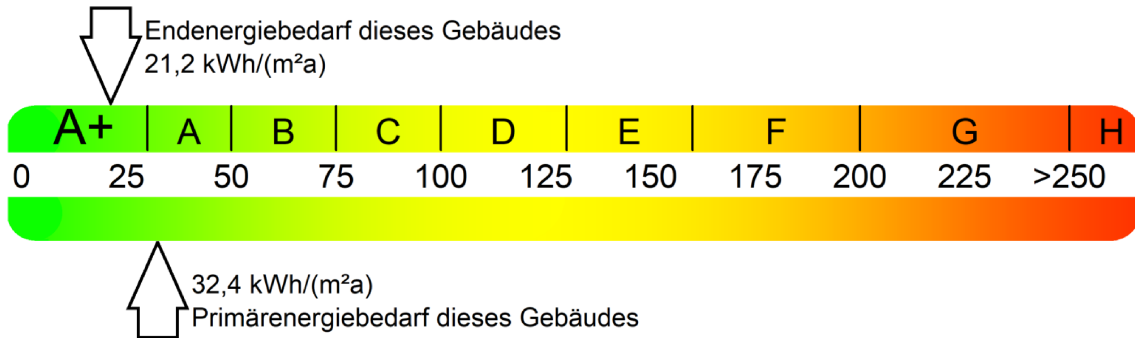 Endenergiebedarf dieses Gebäudes
21,2 kWh/(m²a)
A+ A B C D E F G H
0 25 50 75 100 125 150 175 200 225 >250
32,4 kWh/(m²a)
Primärenergiebedarf dieses Gebäudes